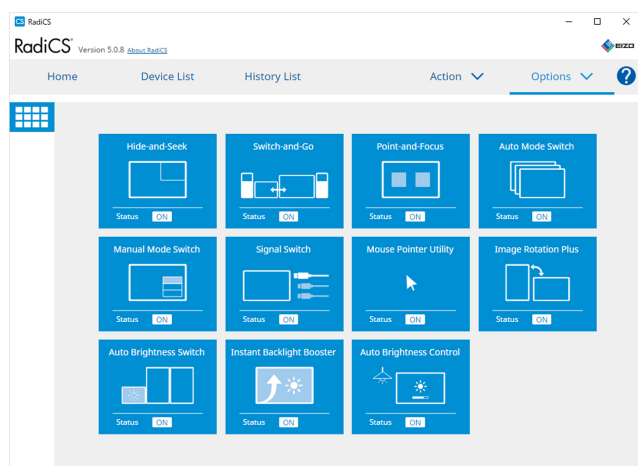 CS RadiCS
RadiCS® Version 5.0.8 About RadiCS
EIZO
Home Device List History List Action Options ?
Hide-and-Seek Switch-and-Go Point-and-Focus Auto Mode Switch
Status ON Status ON Status ON Status ON
Manual Mode Switch Signal Switch Mouse Pointer Utility Image Rotation Plus
Status ON Status ON Status ON Status ON
Auto Brightness Switch Instant Backlight Booster Auto Brightness Control
Status ON Status ON Status ON